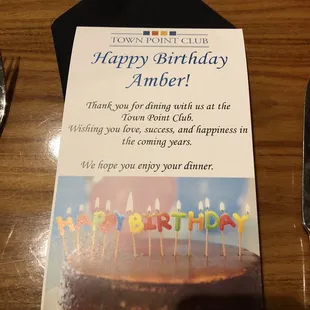 TOWN POINT CLUB
Happy Birthday
Amber!
Thank you for dining with us at the
Town Point Club.
Wishing you love, success, and happiness in
the coming years.
We hope you enjoy your dinner.
HAPPY BIRTHDAY